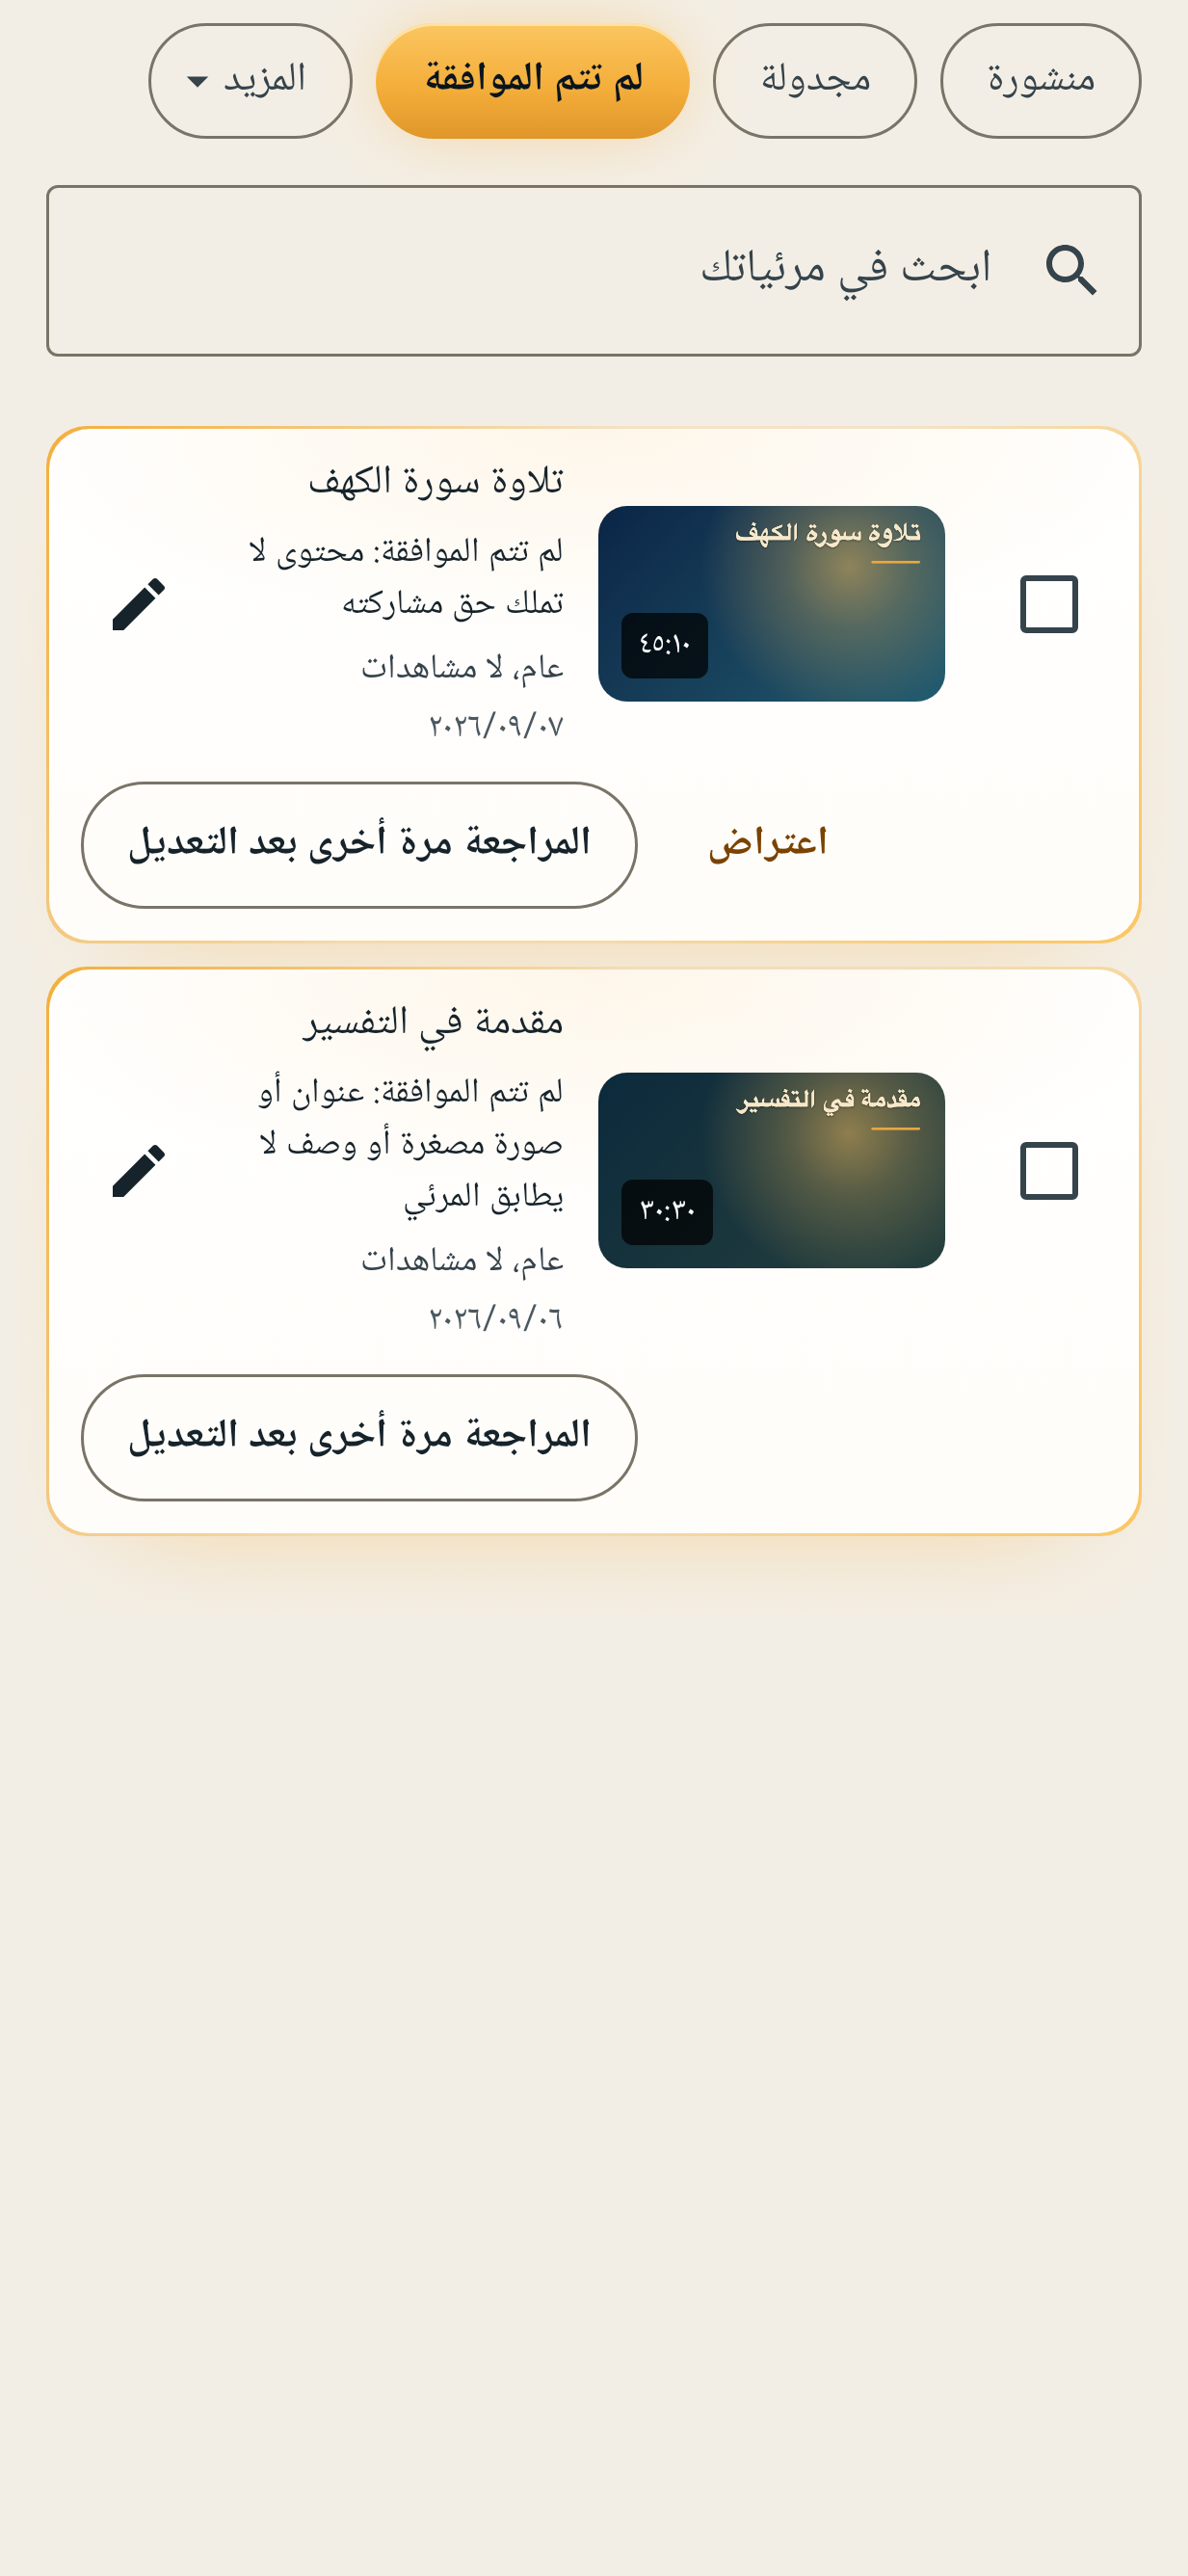 منشورة
مجدولة
لم تتم الموافقة
المزيد
ابحث في مرئياتك
تلاوة سورة الكهف
٤٥:١٠
تلاوة سورة الكهف
لم تتم الموافقة: محتوى لا
تملك حق مشاركته
عام، لا مشاهدات
٢٠٢٦/٠٩/٠٧
اعتراض
المراجعة مرة أخرى بعد التعديل
مقدمة في التفسير
٣٠:٣٠
مقدمة في التفسير
لم تتم الموافقة: عنوان أو
صورة مصغرة أو وصف لا
يطابق المرئي
عام، لا مشاهدات
٢٠٢٦/٠٩/٠٦
المراجعة مرة أخرى بعد التعديل